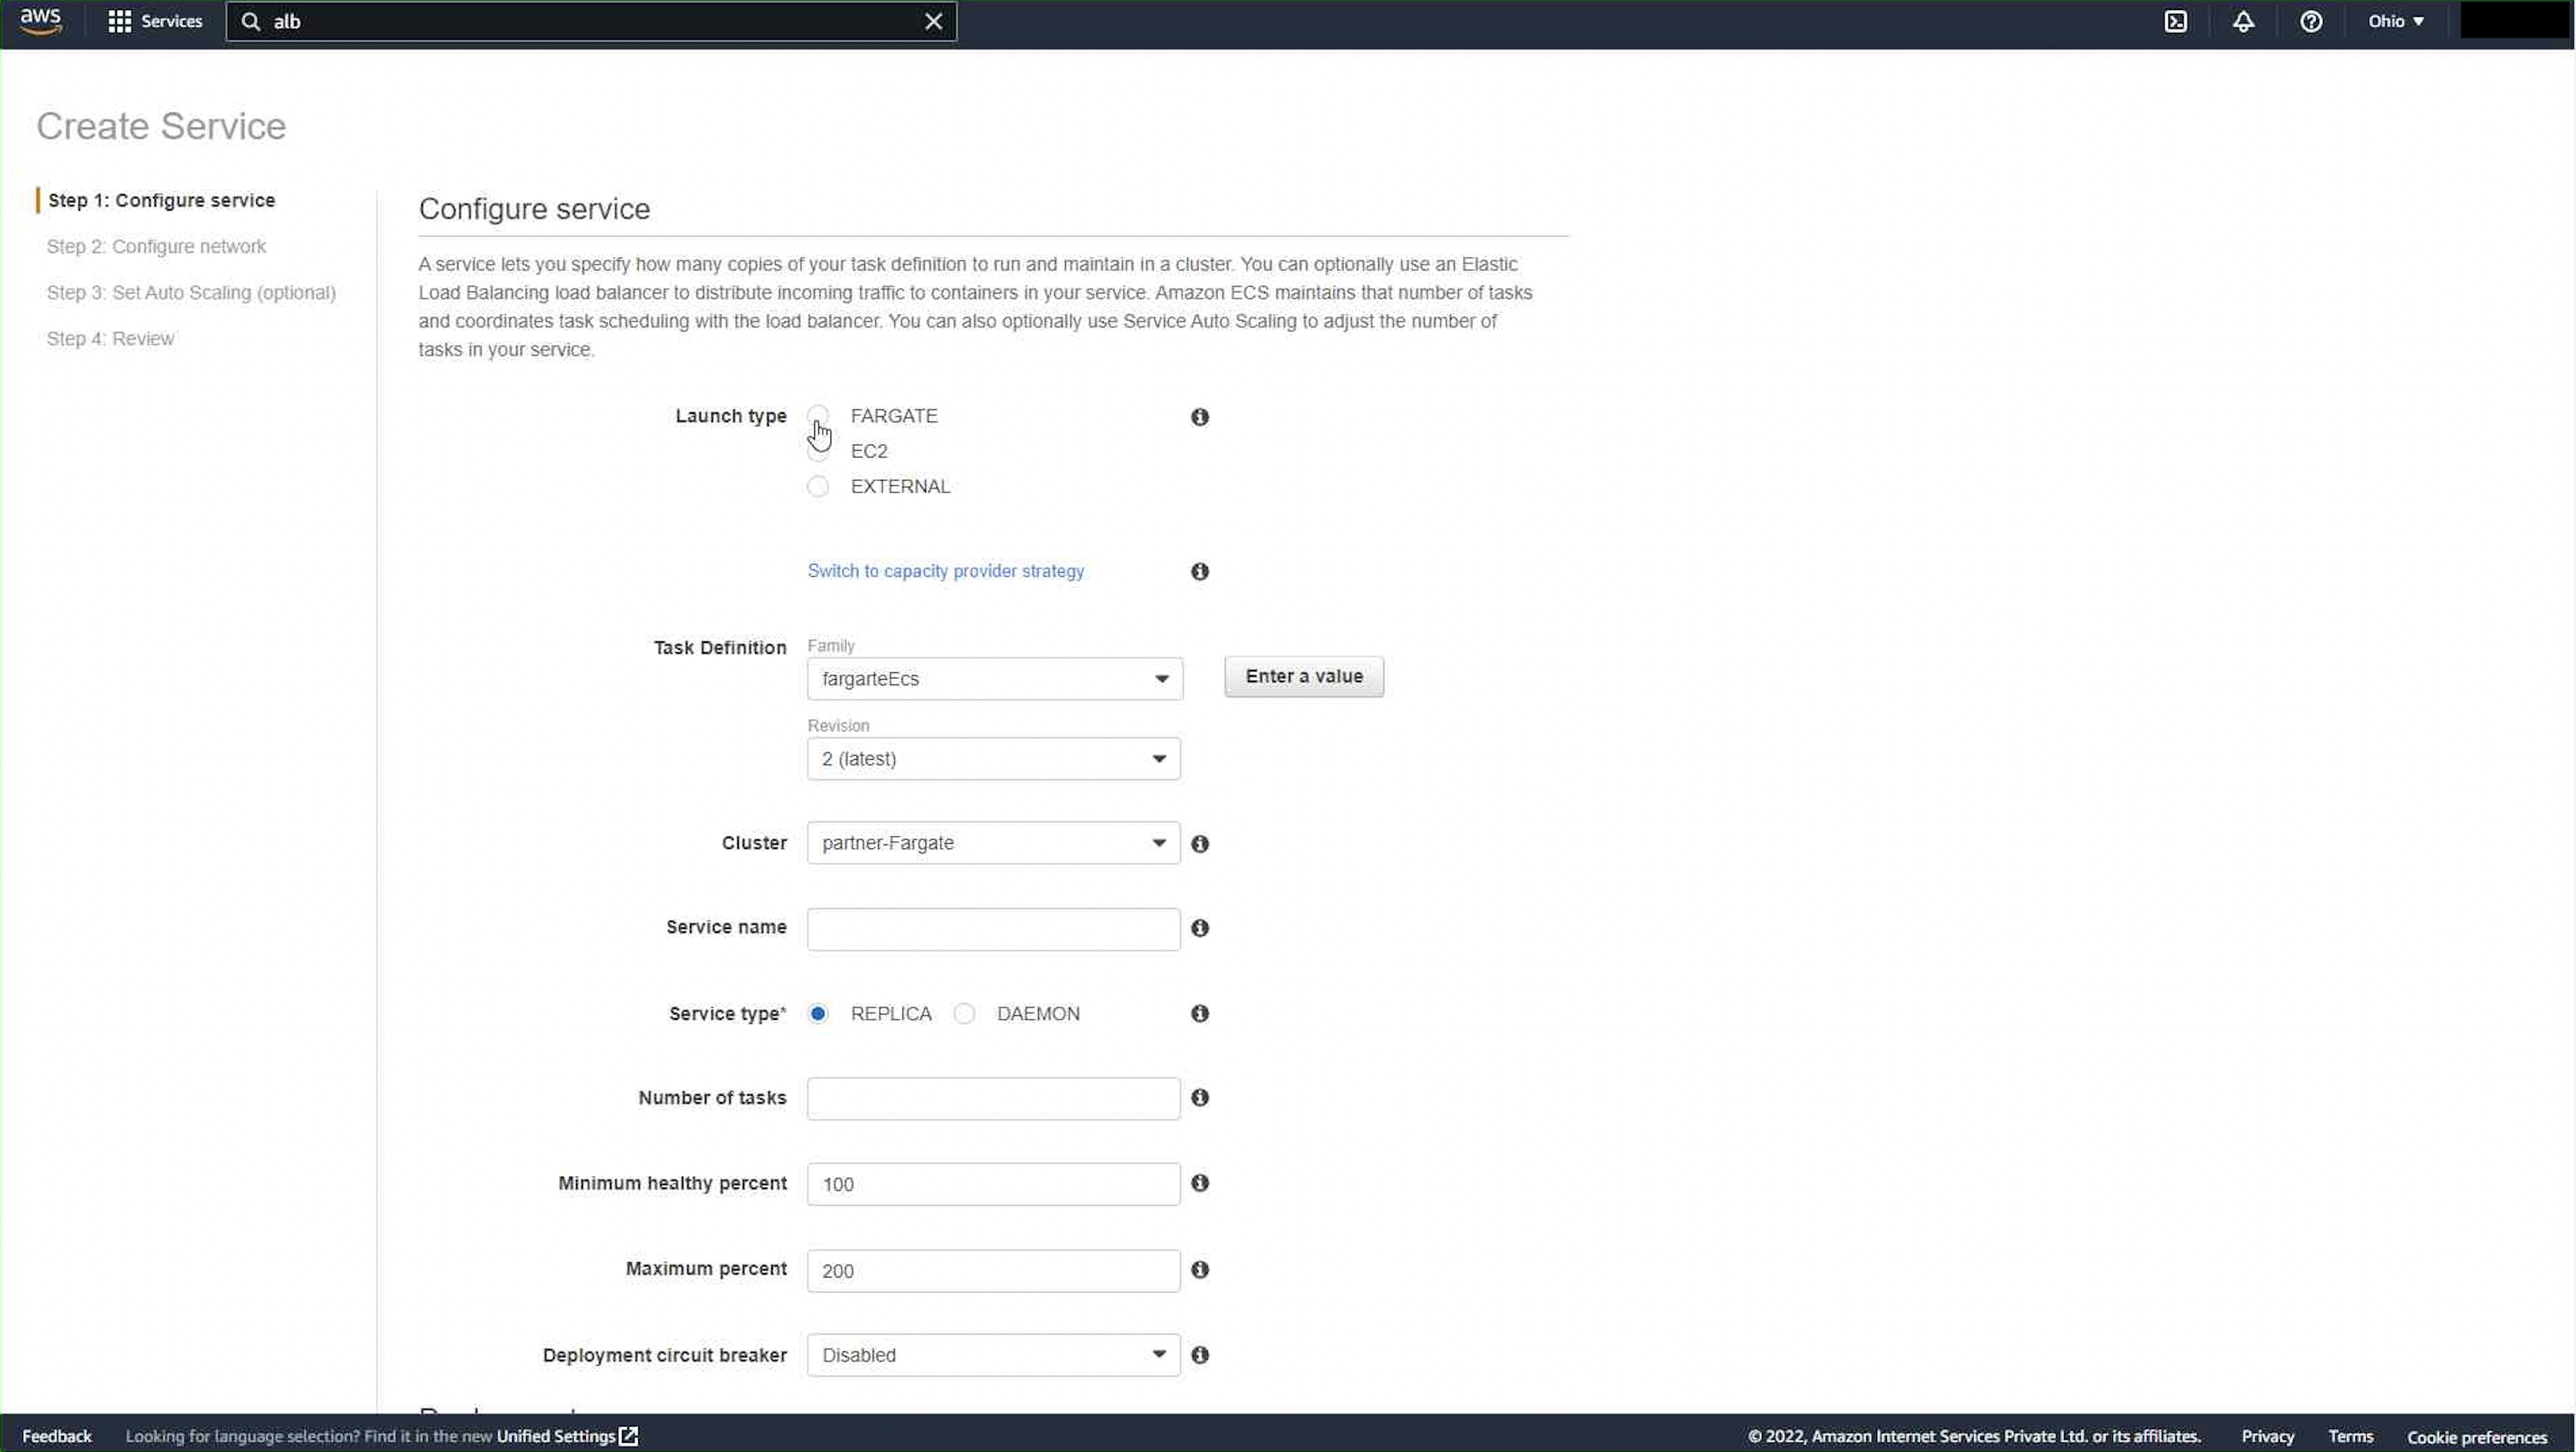 aws
Services
alb
Ohio
Create Service
Step 1: Configure service
Step 2: Configure network
Step 3: Set Auto Scaling (optional)
Step 4: Review
Configure service
A service lets you specify how many copies of your task definition to run and maintain in a cluster. You can optionally use an Elastic
Load Balancing load balancer to distribute incoming traffic to containers in your service. Amazon ECS maintains that number of tasks
and coordinates task scheduling with the load balancer. You can also optionally use Service Auto Scaling to adjust the number of
tasks in your service.
Launch type
FARGATE
EC2
EXTERNAL
Switch to capacity provider strategy
Task Definition
Family
fargarteEcs
Enter a value
Revision
2 (latest)
Cluster
partner-Fargate
Service name
Service type*
REPLICA
DAEMON
Number of tasks
Minimum healthy percent
100
Maximum percent
200
Deployment circuit breaker
Disabled
Feedback
Looking for language selection? Find it in the new Unified Settings
© 2022, Amazon Internet Services Private Ltd. or its affiliates.
Privacy
Terms
Cookie preferences